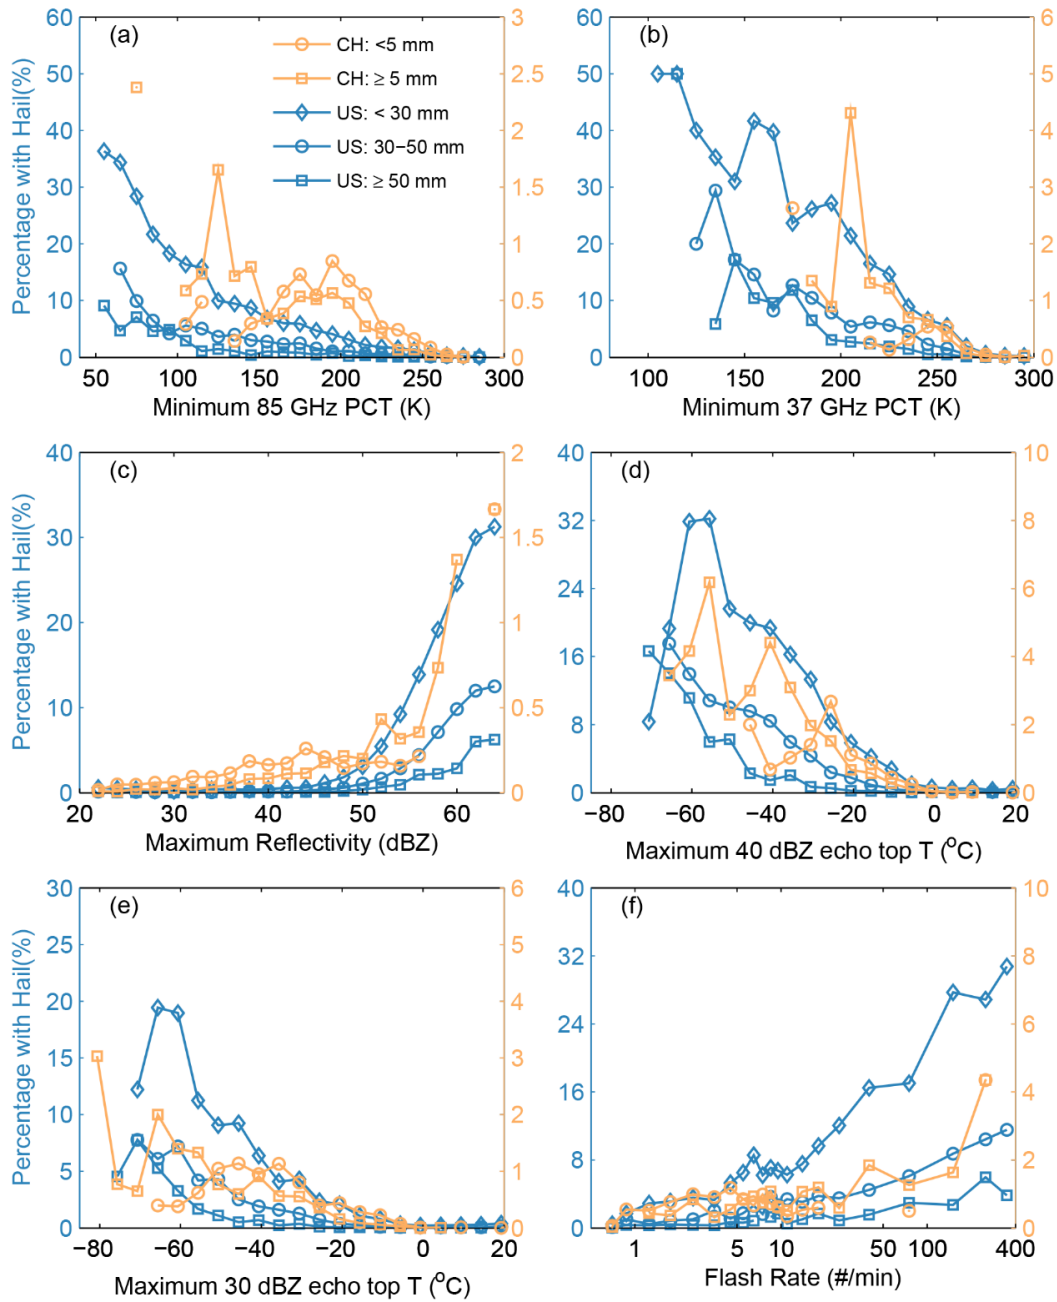 60
50
40
30
20
10
0
3
2.5
2
1.5
1
0.5
0
(a)
CH: <5 mm
CH: ≥ 5 mm
US: < 30 mm
US: 30−50 mm
US: ≥ 50 mm
Percentage with Hail(%)
50 100 150 200 250 300
Minimum 85 GHz PCT (K)
60
50
40
30
20
10
0
6
5
4
3
2
1
0
(b)
100 150 200 250 300
Minimum 37 GHz PCT (K)
40
30
20
10
0
2
1.5
1
0.5
0
(c)
Percentage with Hail(%)
20 30 40 50 60
Maximum Reflectivity (dBZ)
40
32
24
16
8
0
10
8
6
4
2
0
(d)
−80 −60 −40 −20 0 20
Maximum 40 dBZ echo top T (°C)
30
25
20
15
10
5
0
6
5
4
3
2
1
0
(e)
Percentage with Hail(%)
−80 −60 −40 −20 0 20
Maximum 30 dBZ echo top T (°C)
40
32
24
16
8
0
10
8
6
4
2
0
(f)
1 5 10 50 100 400
Flash Rate (#/min)